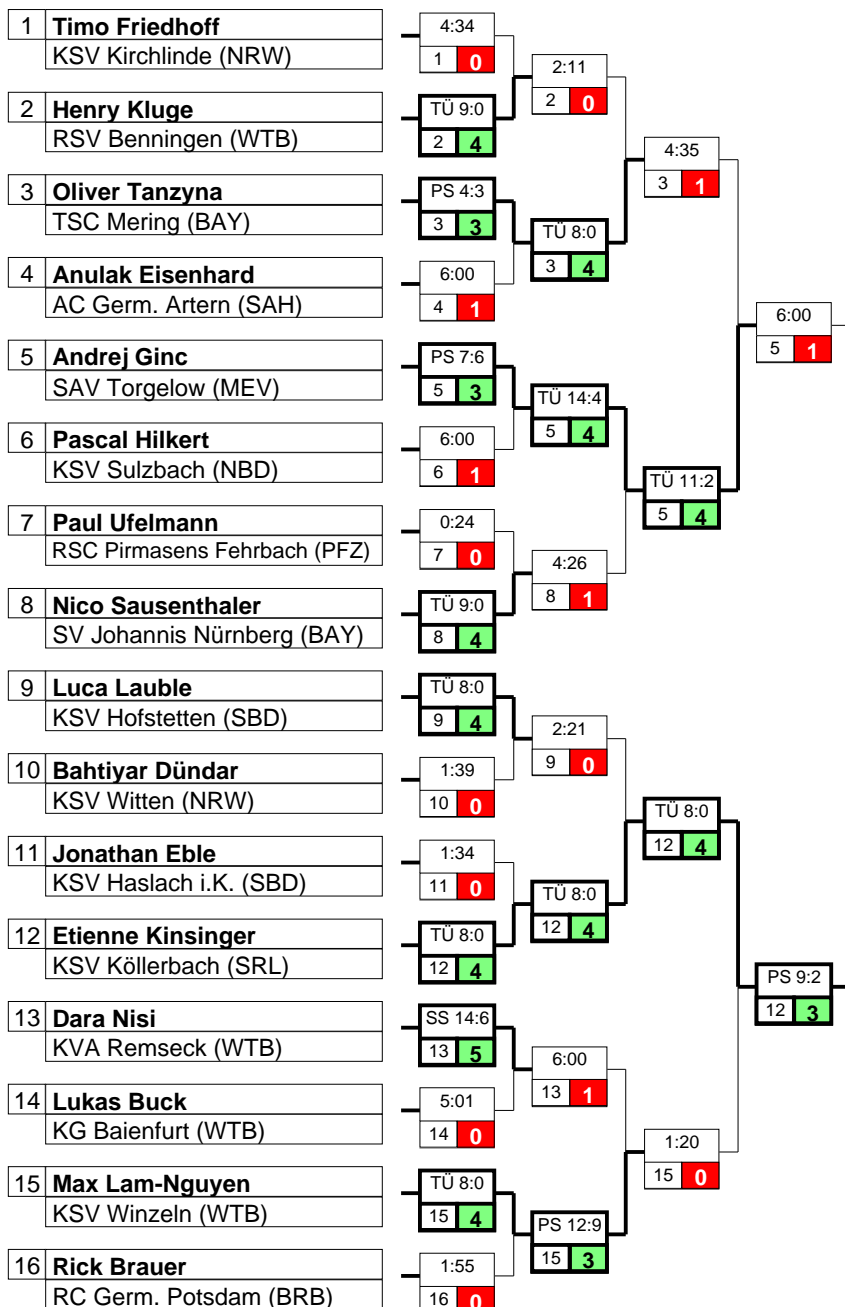 1 Timo Friedhoff
KSV Kirchlinde (NRW)
2 Henry Kluge
RSV Benningen (WTB)
3 Oliver Tanzyna
TSC Mering (BAY)
4 Anulak Eisenhard
AC Germ. Artern (SAH)
5 Andrej Ginc
SAV Torgelow (MEV)
6 Pascal Hilkert
KSV Sulzbach (NBD)
7 Paul Ufelmann
RSC Pirmasens Fehrbach (PFZ)
8 Nico Sausenthaler
SV Johannis Nürnberg (BAY)
9 Luca Lauble
KSV Hofstetten (SBD)
10 Bahtiyar Dündar
KSV Witten (NRW)
11 Jonathan Eble
KSV Haslach i.K. (SBD)
12 Etienne Kinsinger
KSV Köllerbach (SRL)
13 Dara Nisi
KVA Remseck (WTB)
14 Lukas Buck
KG Baienfurt (WTB)
15 Max Lam-Nguyen
KSV Winzeln (WTB)
16 Rick Brauer
RC Germ. Potsdam (BRB)
4:34
1 0
TÜ 9:0
2 4
PS 4:3
3 3
6:00
4 1
PS 7:6
5 3
6:00
6 1
0:24
7 0
TÜ 9:0
8 4
TÜ 8:0
9 4
1:39
10 0
1:34
11 0
TÜ 8:0
12 4
SS 14:6
13 5
5:01
14 0
TÜ 8:0
15 4
1:55
16 0
2:11
2 0
TÜ 8:0
3 4
TÜ 14:4
5 4
4:26
8 1
2:21
9 0
TÜ 8:0
12 4
6:00
13 1
PS 12:9
15 3
4:35
3 1
TÜ 11:2
5 4
TÜ 8:0
12 4
1:20
15 0
6:00
5 1
PS 9:2
12 3